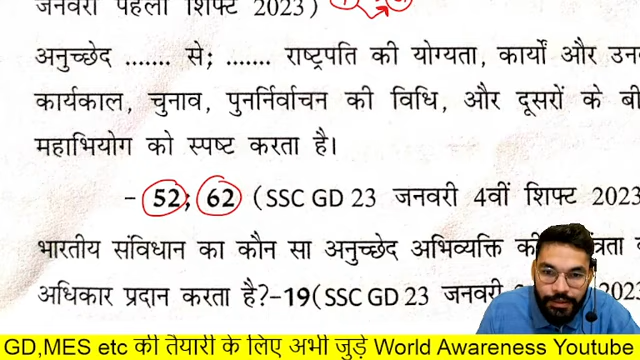 जनवरी पहली शिफ्ट 2023)
अनुच्छेद ....... से; ....... राष्ट्रपति की योग्यता, कार्यों और
कार्यकाल, चुनाव, पुनर्निर्वाचन की विधि, और दूसरों के
महाभियोग को स्पष्ट करता है।
- 52; 62 (SSC GD 23 जनवरी 4वीं शिफ्ट 2023
भारतीय संविधान का कौन सा अनुच्छेद अभिव्यक्ति की
अधिकार प्रदान करता है?-19(SSC GD 23 जनवरी
GD,MES etc की तैयारी के लिए अभी जुड़े World Awareness Youtube